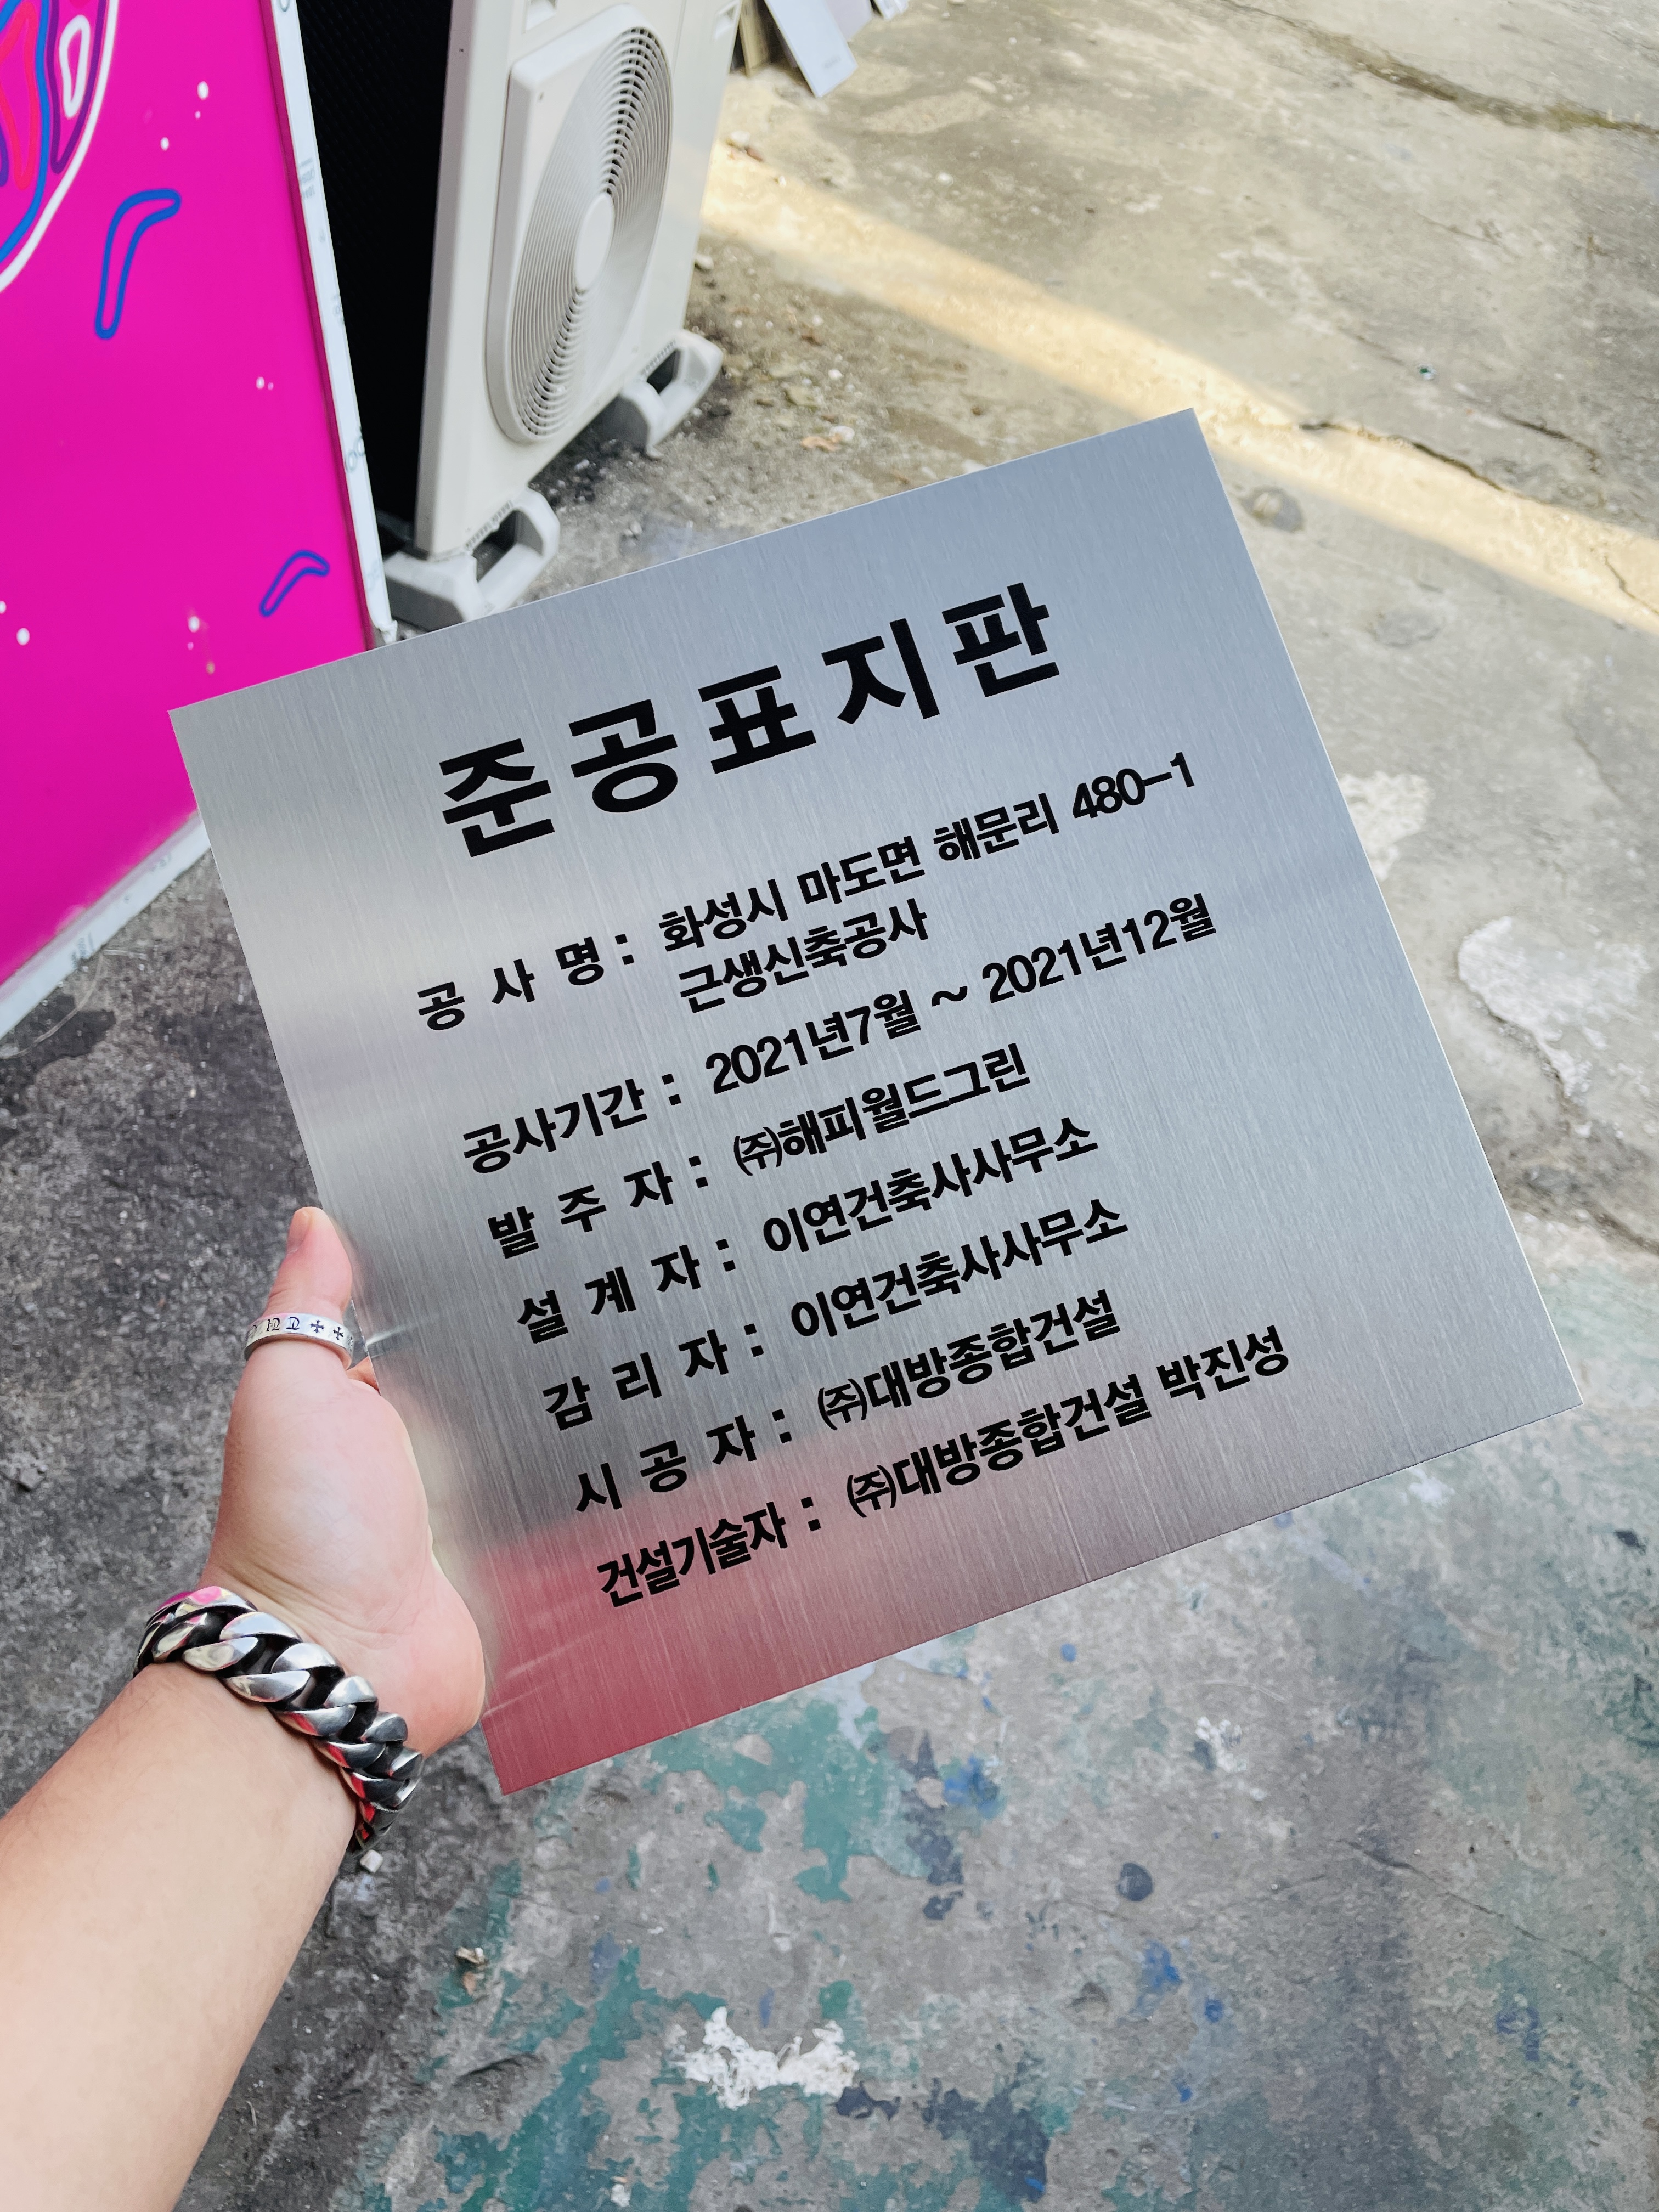 준공표지판
공 사 명 : 화성시 마도면 해문리 480-1
근생신축공사
공사기간 : 2021년7월 ~ 2021년12월
발 주 자 : ㈜해피월드그린
설 계 자 : 이연건축사사무소
감 리 자 : 이연건축사사무소
시 공 자 : ㈜대방종합건설
건설기술자 : ㈜대방종합건설 박진성